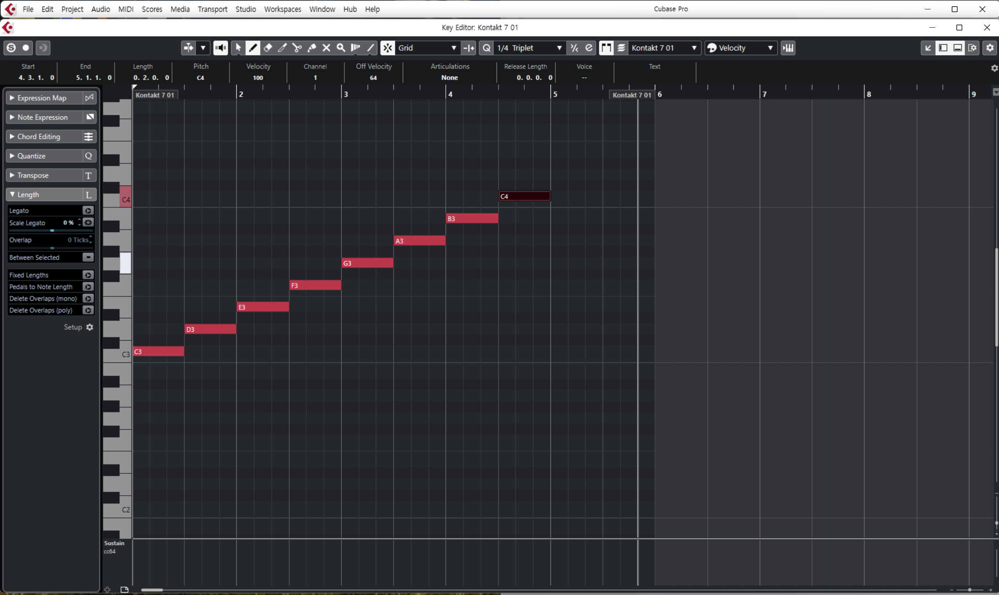 File Edit Project Audio MIDI Scores Media Transport Studio Workspaces Window Hub Help Cubase Pro
Key Editor: Kontakt 7 01
Grid 1/4 Triplet Kontakt 7 01 Velocity
Start End Length Pitch Velocity Channel Off Velocity Articulations Release Length Voice Text
4. 3. 1. 0 5. 1. 1. 0 0. 2. 0. 0 C4 100 1 64 None 0. 0. 0. 0 --
Kontakt 7 01 2 3 4 5 Kontakt 7 01 6 7 8 9
Expression Map
Note Expression
Chord Editing
Quantize Q
Transpose T
Length L
Legato
Scale Legato 0 %
Overlap 0 Ticks
Between Selected
Fixed Lengths
Pedals to Note Length
Delete Overlaps (mono)
Delete Overlaps (poly)
Setup
C4
C3
C2
C4
B3
A3
G3
F3
E3
D3
C3
Sustain
cc64